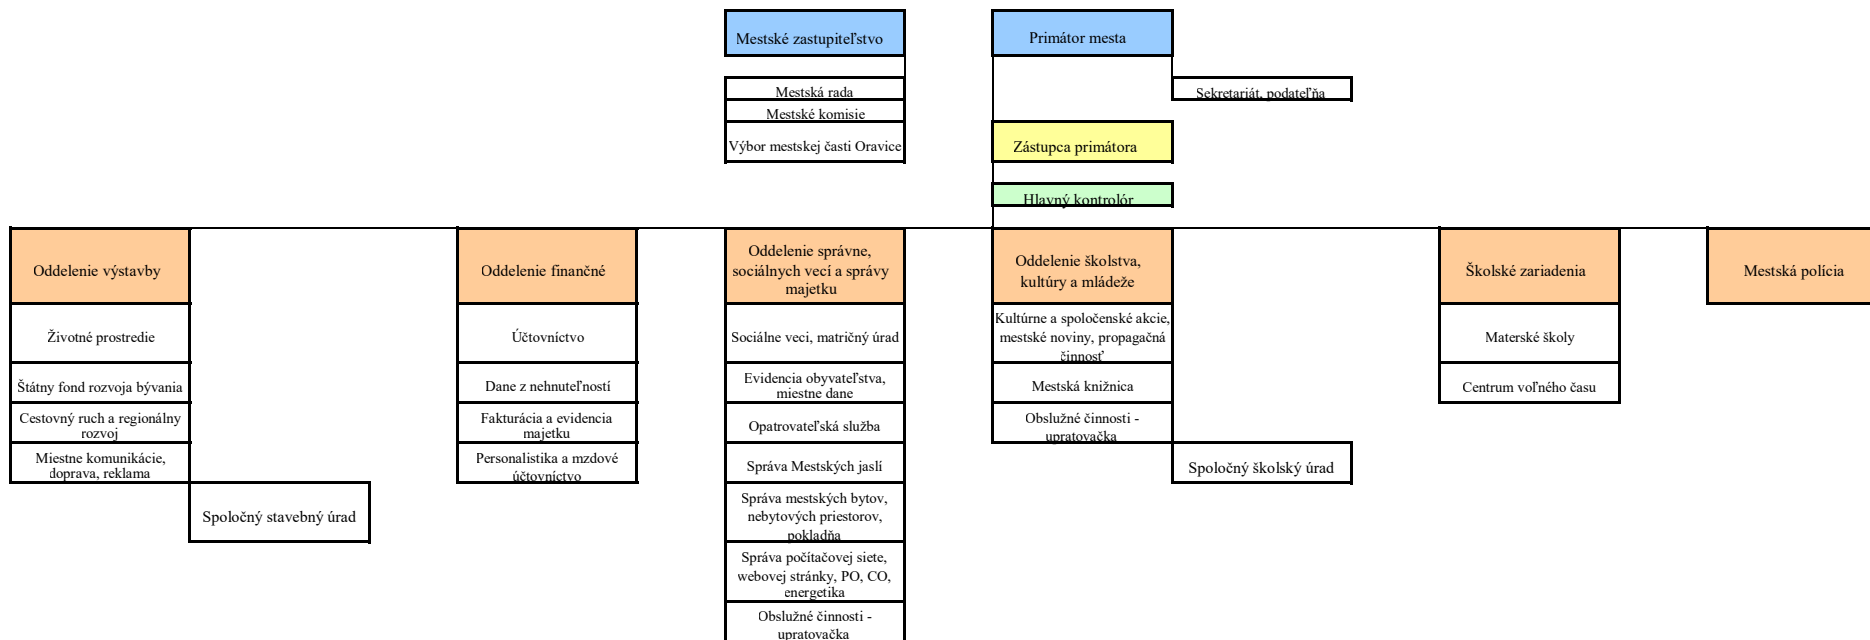 Mestské zastupiteľstvo
Primátor mesta
Mestská rada
Mestské komisie
Výbor mestskej časti Oravice
Sekretariát, podateľňa
Zástupca primátora
Hlavný kontrolór
Oddelenie výstavby
Životné prostredie
Štátny fond rozvoja bývania
Cestovný ruch a regionálny
rozvoj
Miestne komunikácie,
doprava, reklama
Spoločný stavebný úrad
Oddelenie finančné
Účtovníctvo
Dane z nehnuteľností
Fakturácia a evidencia
majetku
Personalistika a mzdové
účtovníctvo
Oddelenie správne,
sociálnych vecí a správy
majetku
Sociálne veci, matričný úrad
Evidencia obyvateľstva,
miestne dane
Opatrovateľská služba
Správa Mestských jaslí
Správa mestských bytov,
nebytových priestorov,
pokladňa
Správa počítačovej siete,
webovej stránky, PO, CO,
energetika
Obslužné činnosti -
upratovačka
Oddelenie školstva,
kultúry a mládeže
Kultúrne a spoločenské akcie,
mestské noviny, propagačná
činnosť
Mestská knižnica
Obslužné činnosti -
upratovačka
Spoločný školský úrad
Školské zariadenia
Materské školy
Centrum voľného času
Mestská polícia